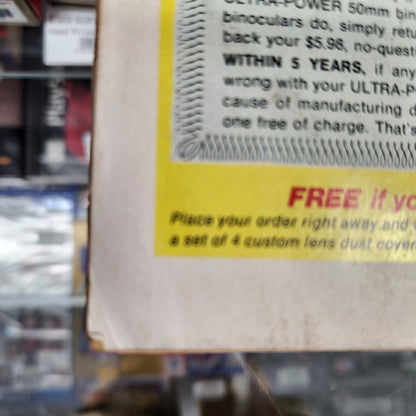 ULTRA-POWER 50mm bin
binoculars do, simply retu
back your $5.98, no-quest
WITHIN 5 YEARS, if any
wrong with your ULTRA-P
cause of manufacturing d
one free of charge. That's
FREE if yo
Place your order right away and
a set of 4 custom lens dust cover